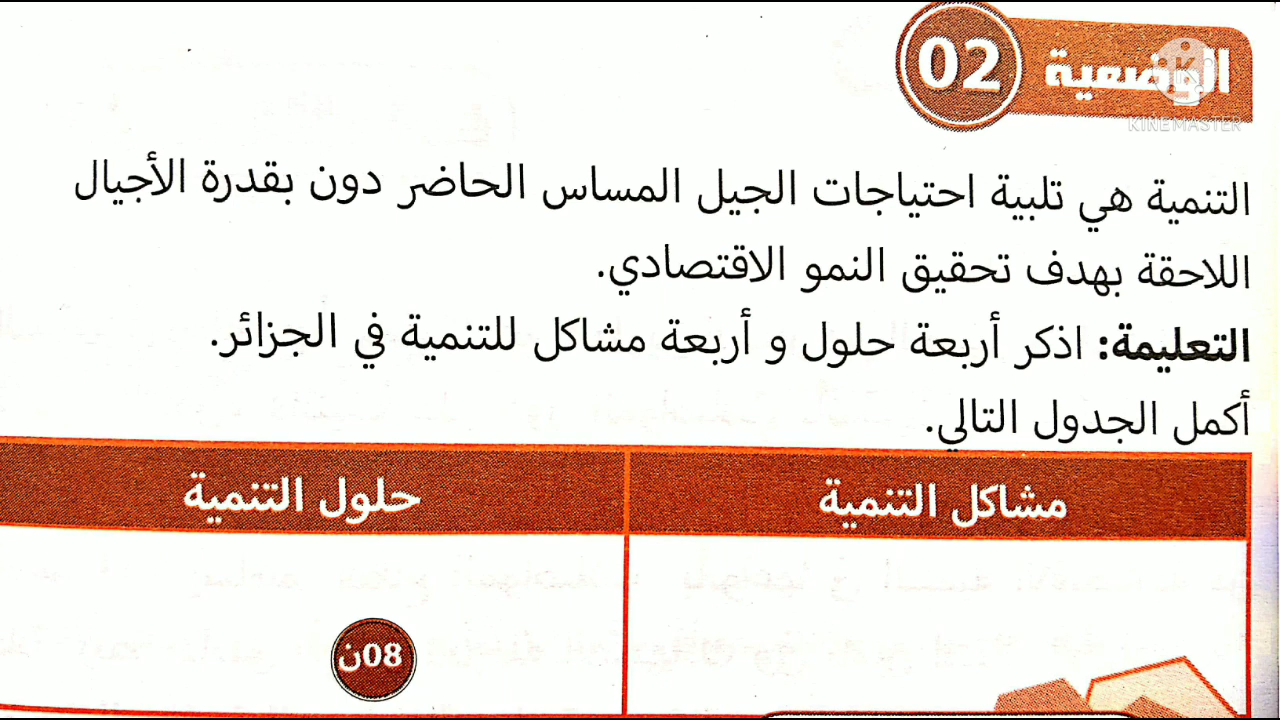 الوضعية 02
KINEMASTER
التنمية هي تلبية احتياجات الجيل المساس الحاضر دون بقدرة الأجيال
اللاحقة بهدف تحقيق النمو الاقتصادي.
التعليمة: اذكر أربعة حلول و أربعة مشاكل للتنمية في الجزائر.
أكمل الجدول التالي.
مشاكل التنمية حلول التنمية
08ن